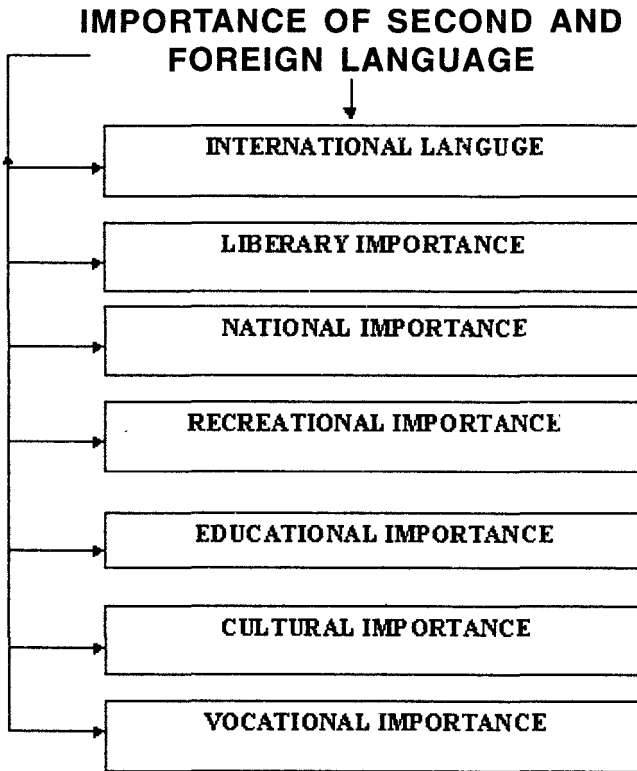 IMPORTANCE OF SECOND AND
FOREIGN LANGUAGE
INTERNATIONAL LANGUGE
LIBERARY IMPORTANCE
NATIONAL IMPORTANCE
RECREATIONAL IMPORTANCE
EDUCATIONAL IMPORTANCE
CULTURAL IMPORTANCE
VOCATIONAL IMPORTANCE